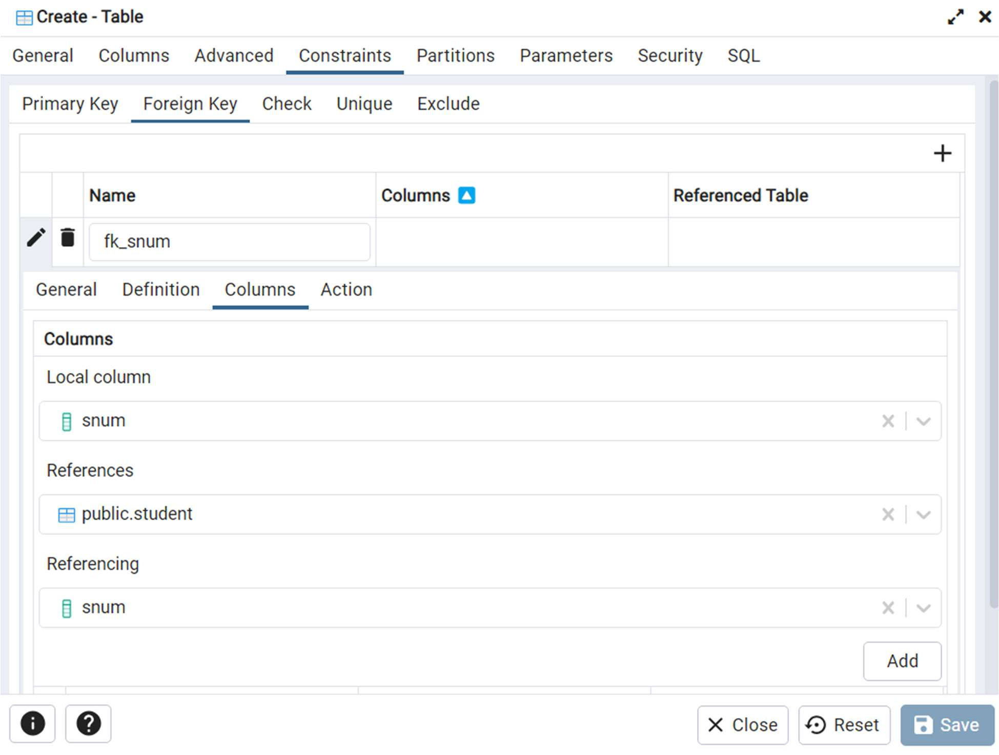 Create - Table
General Columns Advanced Constraints Partitions Parameters Security SQL
Primary Key Foreign Key Check Unique Exclude
Name Columns Referenced Table
fk_snum
General Definition Columns Action
Columns
Local column
snum
References
public.student
Referencing
snum
Add
Close Reset Save